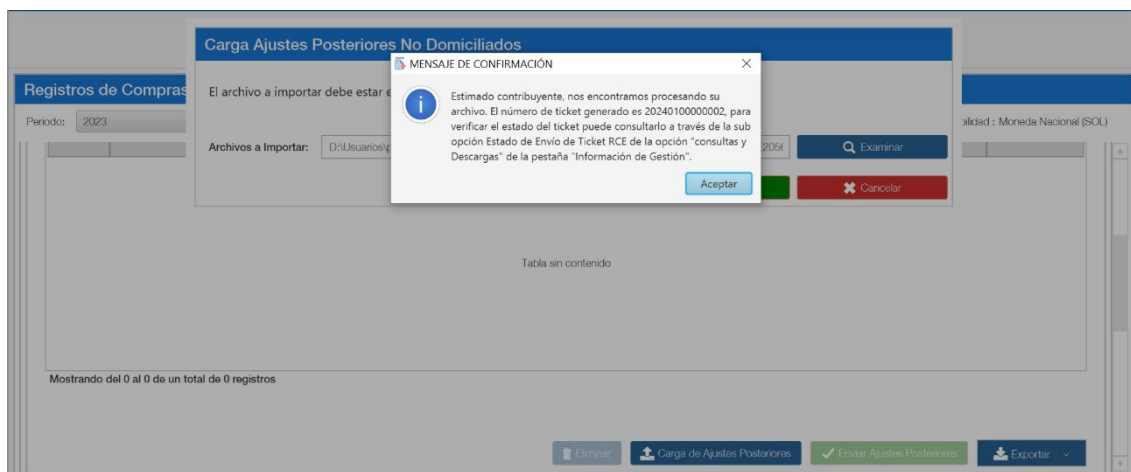 Carga Ajustes Posteriores No Domiciliados
MENSAJE DE CONFIRMACIÓN
Registros de Compras
El archivo a importar debe estar e
Estimado contribuyente, nos encontramos procesando su
archivo. El número de ticket generado es 20240100000002, para
verificar el estado del ticket puede consultarlo a través de la sub
opción Estado de Envío de Ticket RCE de la opción "consultas y
Descargas" de la pestaña "Información de Gestión".
Periodo: 2023
bilidad : Moneda Nacional (SOL)
Archivos a Importar: D:\Usuarios\p
Examinar
Aceptar
Cancelar
Tabla sin contenido
Mostrando del 0 al 0 de un total de 0 registros
Eliminar Carga de Ajustes Posteriores Enviar Ajustes Posteriores Exportar